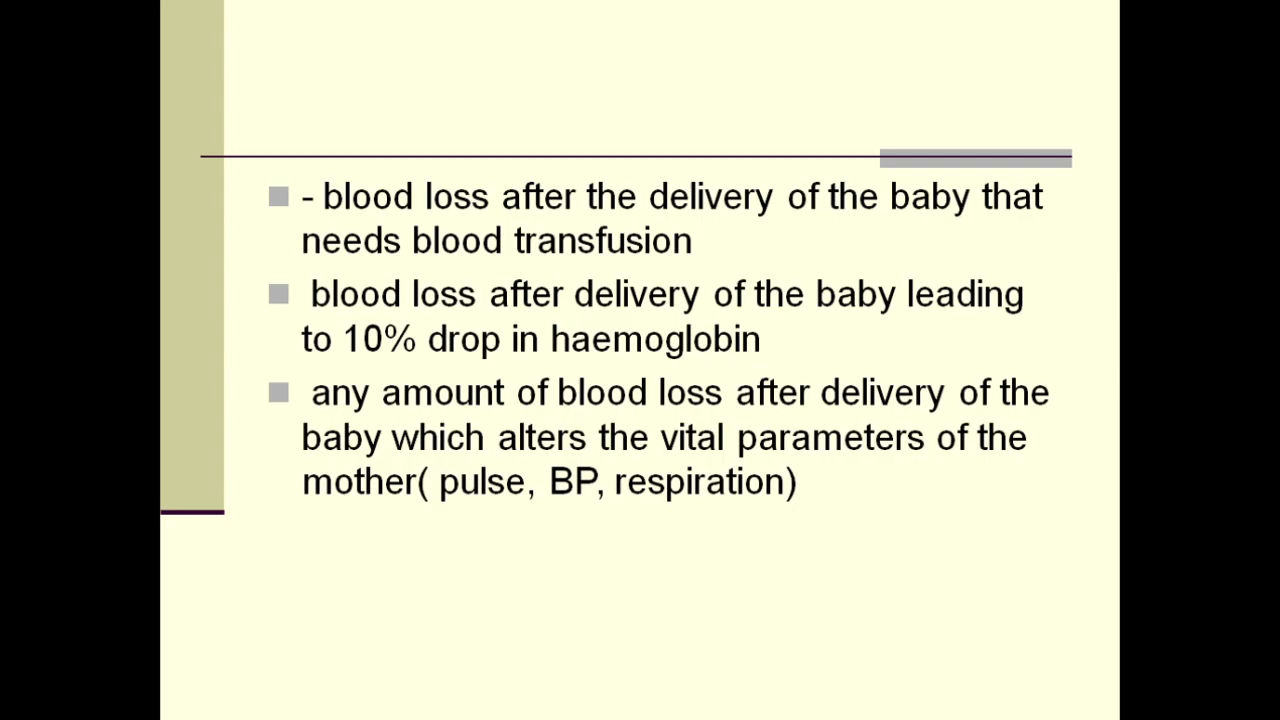 - blood loss after the delivery of the baby that
needs blood transfusion
blood loss after delivery of the baby leading
to 10% drop in haemoglobin
any amount of blood loss after delivery of the
baby which alters the vital parameters of the
mother( pulse, BP, respiration)